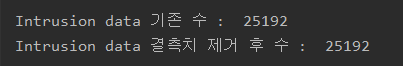 Intrusion data 기존 수 :  25192
Intrusion data 결측치 제거 후 수 :  25192